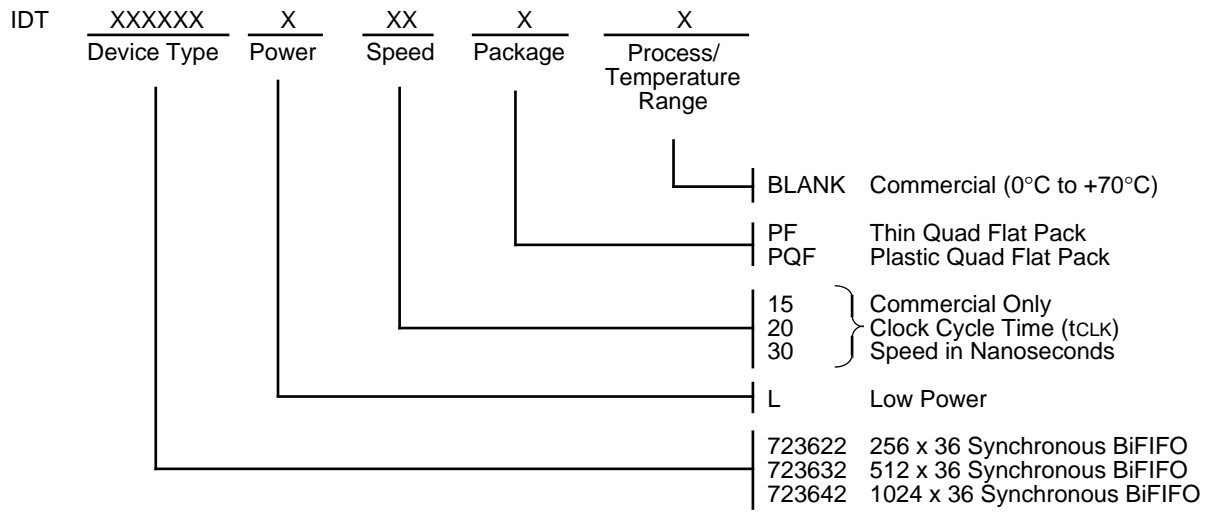 IDT XXXXXX X XX X X
Device Type Power Speed Package Process/
Temperature
Range
BLANK Commercial (0°C to +70°C)
PF Thin Quad Flat Pack
PQF Plastic Quad Flat Pack
15 Commercial Only
20 Clock Cycle Time (tCLK)
30 Speed in Nanoseconds
L Low Power
723622 256 x 36 Synchronous BiFIFO
723632 512 x 36 Synchronous BiFIFO
723642 1024 x 36 Synchronous BiFIFO